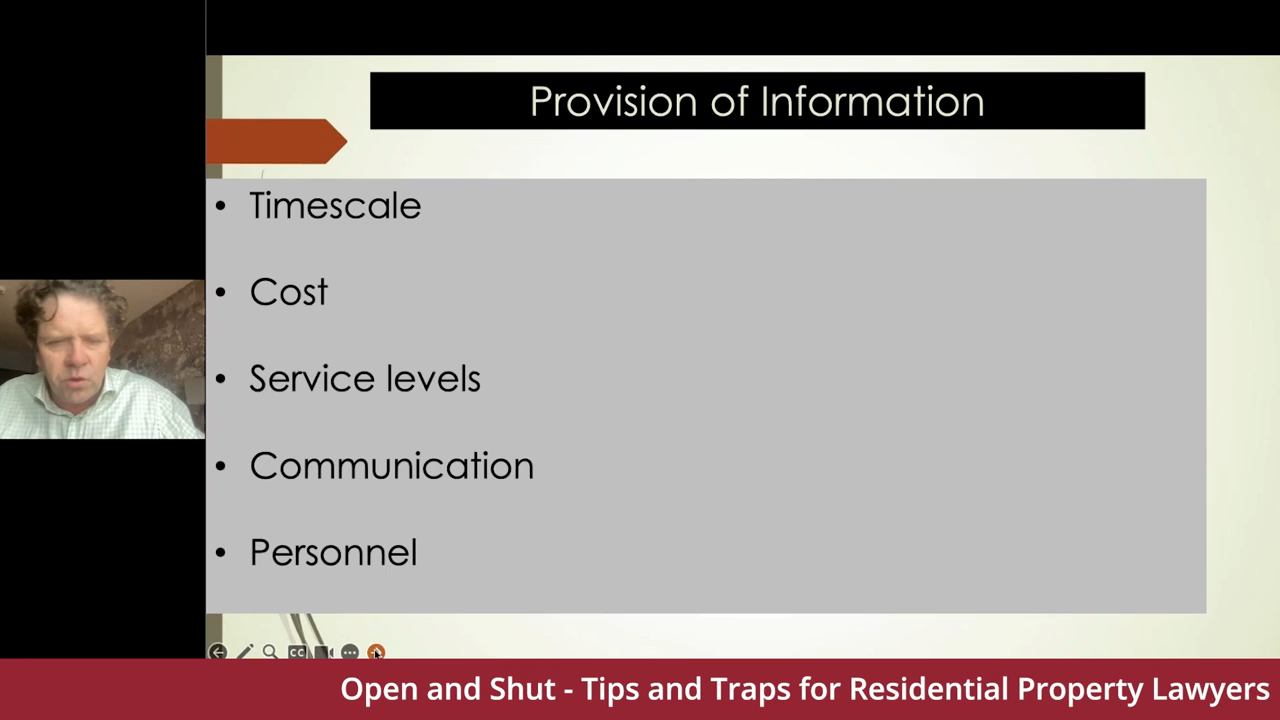 Provision of Information
• Timescale
• Cost
• Service levels
• Communication
• Personnel
CC
Open and Shut - Tips and Traps for Residential Property Lawyers